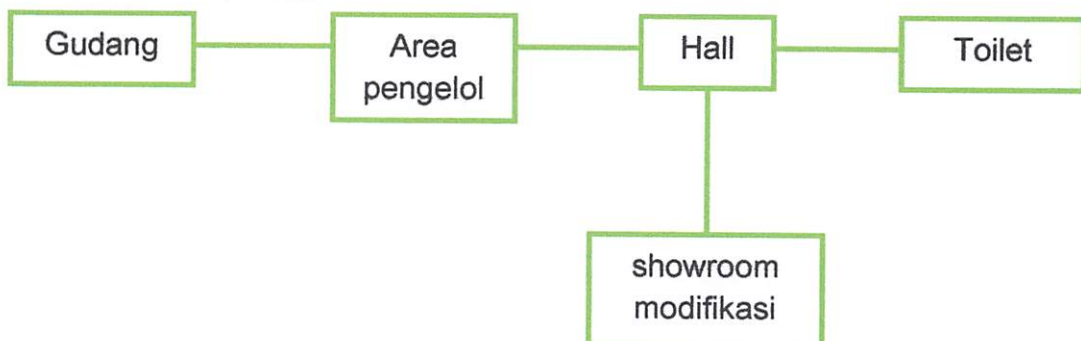 Gudang
Area
pengelol
Hall
Toilet
showroom
modifikasi